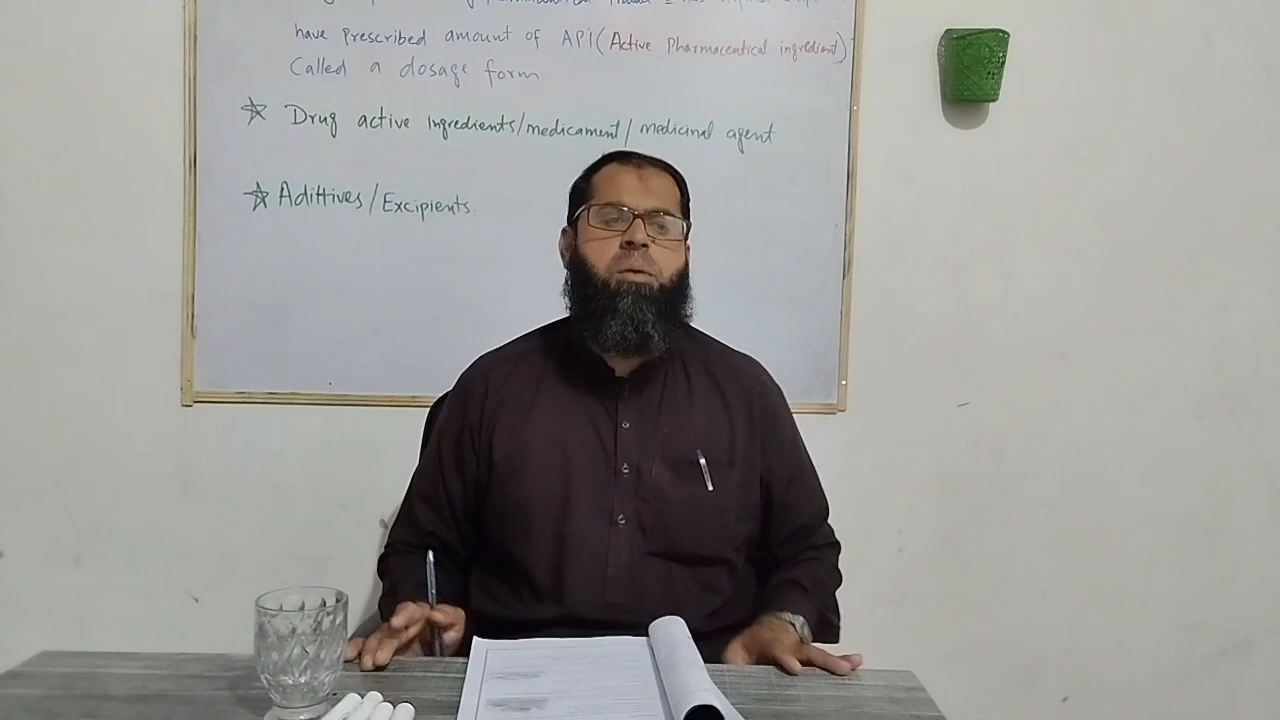 have Prescribed amount of API (Active Pharmaceutical ingredient)
Called a dosage form
☆ Drug active ingredients/medicament/medicinal agent
☆ Adittives/Excipients.